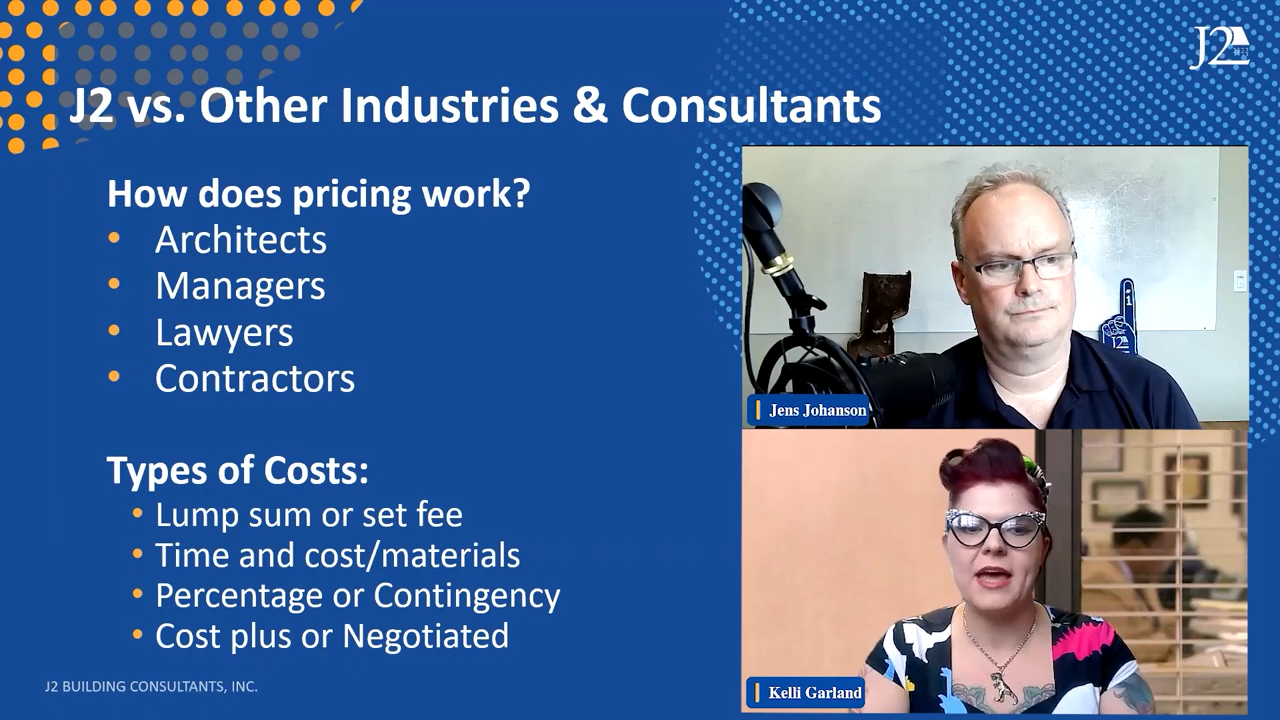 J2
J2 vs. Other Industries & Consultants
How does pricing work?
• Architects
• Managers
• Lawyers
• Contractors
Types of Costs:
• Lump sum or set fee
• Time and cost/materials
• Percentage or Contingency
• Cost plus or Negotiated
J2 BUILDING CONSULTANTS, INC.
#1
J2
Jens Johanson
Kelli Garland